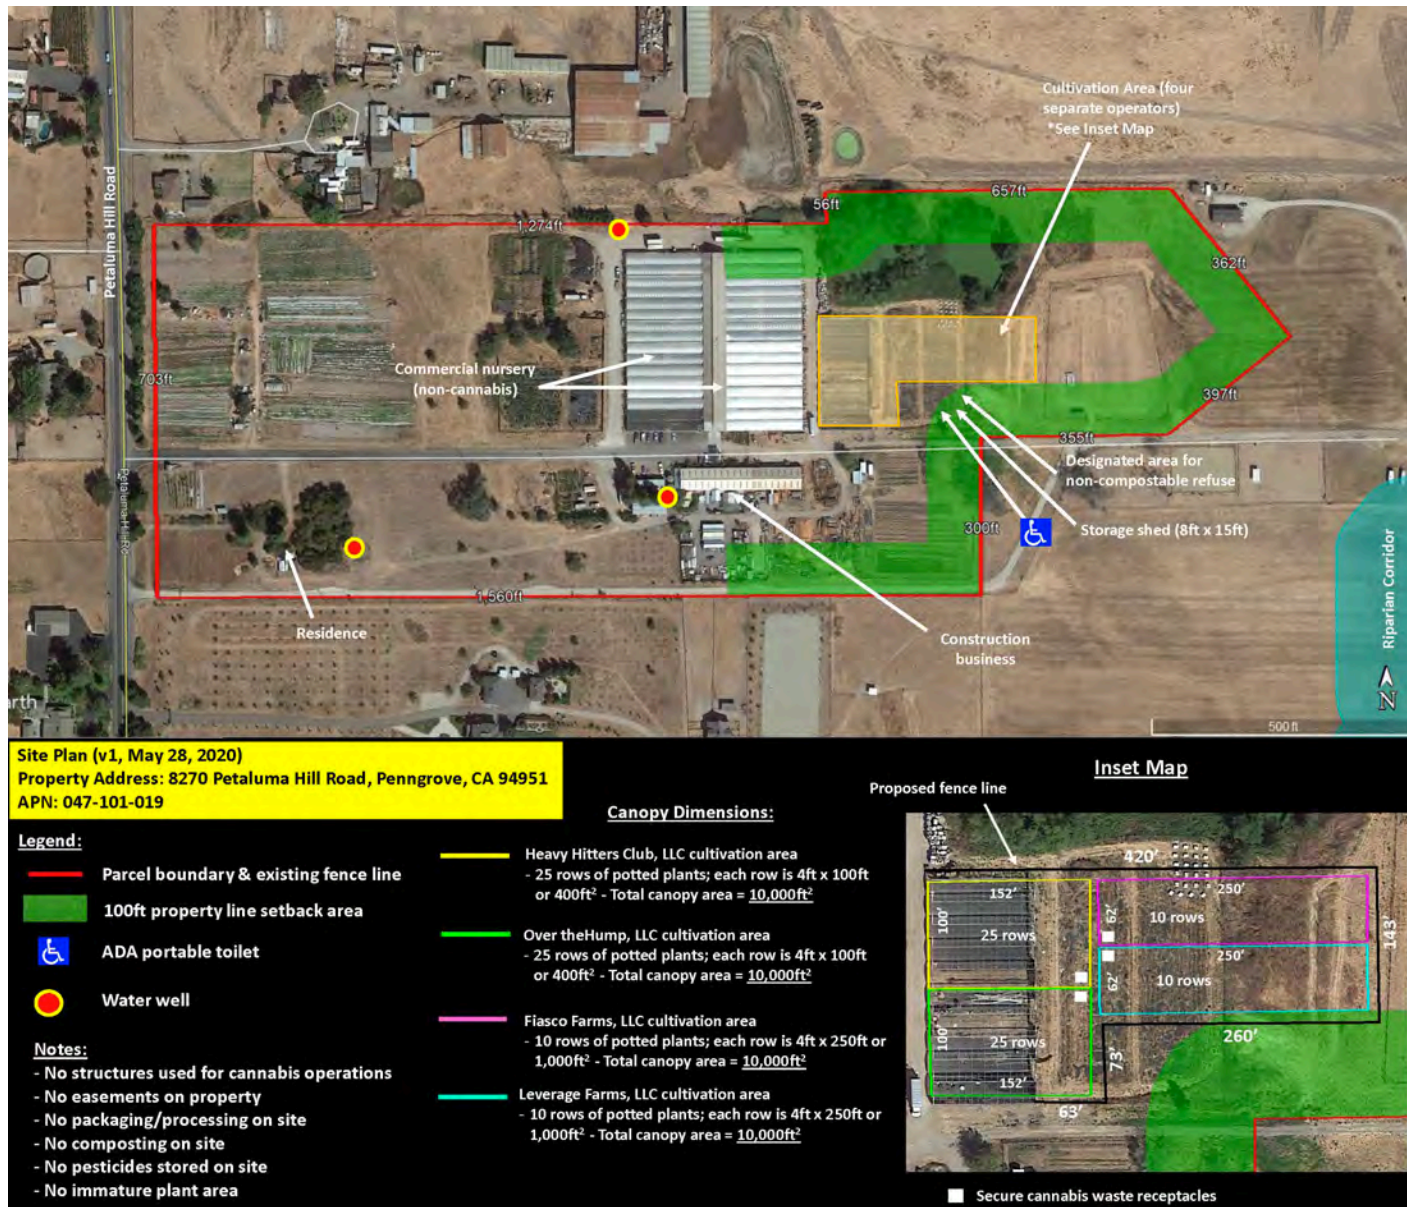 Cultivation Area (four
separate operators)
*See Inset Map
657ft
56ft
1,274ft
362ft
Petaluma Hill Road
703ft
Commercial nursery
(non-cannabis)
397ft
355ft
Designated area for
non-compostable refuse
Storage shed (8ft x 15ft)
300ft
Petaluma Hill Rd
1,560ft
Residence
Construction
business
Riparian Corridor
N
arth
500 ft
Site Plan (v1, May 28, 2020)
Property Address: 8270 Petaluma Hill Road, Penngrove, CA 94951
APN: 047-101-019
Legend:
Parcel boundary & existing fence line
100ft property line setback area
ADA portable toilet
Water well
Notes:
- No structures used for cannabis operations
- No easements on property
- No packaging/processing on site
- No composting on site
- No pesticides stored on site
- No immature plant area
Canopy Dimensions:
Heavy Hitters Club, LLC cultivation area
- 25 rows of potted plants; each row is 4ft x 100ft
or 400ft² - Total canopy area = 10,000ft²
Over theHump, LLC cultivation area
- 25 rows of potted plants; each row is 4ft x 100ft
or 400ft² - Total canopy area = 10,000ft²
Fiasco Farms, LLC cultivation area
- 10 rows of potted plants; each row is 4ft x 250ft or
1,000ft² - Total canopy area = 10,000ft²
Leverage Farms, LLC cultivation area
- 10 rows of potted plants; each row is 4ft x 250ft or
1,000ft² - Total canopy area = 10,000ft²
Inset Map
Proposed fence line
420'
152'
250'
100'
62'
10 rows
25 rows
143'
250'
62'
10 rows
100'
25 rows
260'
73'
152'
63'
Secure cannabis waste receptacles